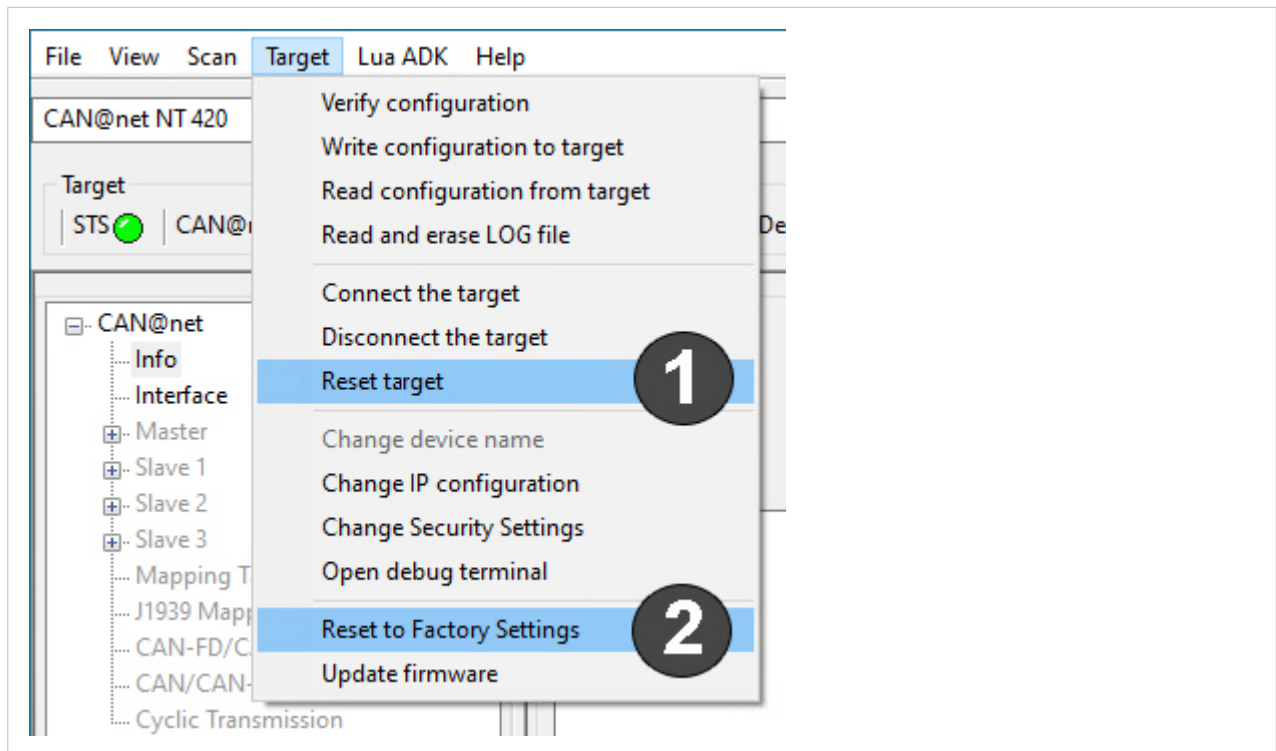 File View Scan Target Lua ADK Help
CAN@net NT 420
Target
STS CAN@
De
CAN@net
Info
Interface
Master
Slave 1
Slave 2
Slave 3
Mapping
J1939
CAN-FD/C
CAN/CAN-
Cyclic Transmission
Verify configuration
Write configuration to target
Read configuration from target
Read and erase LOG file
Connect the target
Disconnect the target
Reset target
1
Change device name
Change IP configuration
Change Security Settings
Open debug terminal
Reset to Factory Settings
2
Update firmware